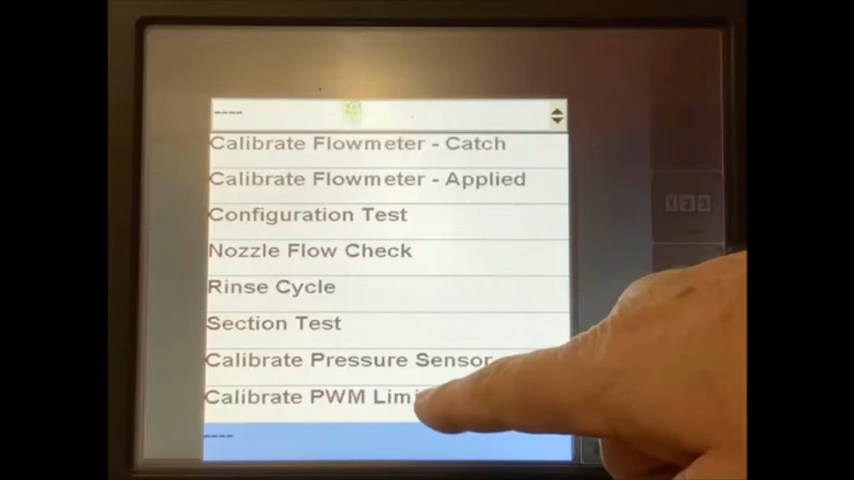 ----
Calibrate Flowmeter - Catch
Calibrate Flowmeter - Applied
Configuration Test
Nozzle Flow Check
Rinse Cycle
Section Test
Calibrate Pressure Sensor
Calibrate PWM
----
123